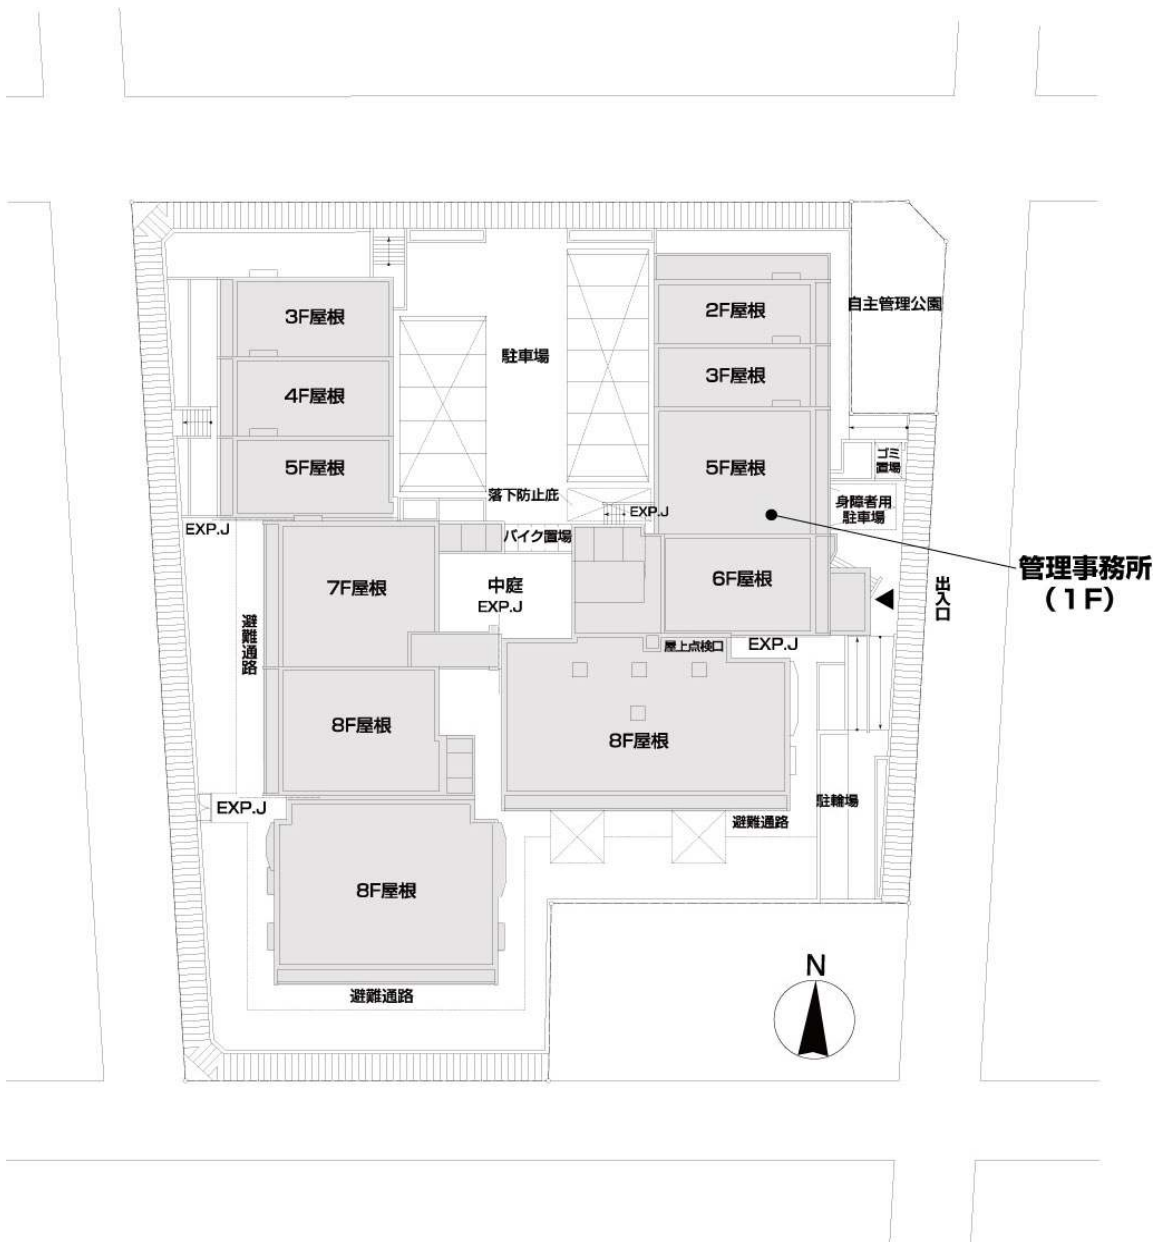 自主管理公園
3F屋根
2F屋根
駐車場
3F屋根
4F屋根
5F屋根
5F屋根
ゴミ
置場
落下防止庇
身障者用
駐車場
EXP.J
EXP.J
バイク置場
管理事務所
(1F)
7F屋根
中庭
EXP.J
6F屋根
出入口
避難通路
屋上点検口
EXP.J
8F屋根
8F屋根
EXP.J
駐輪場
避難通路
8F屋根
N
避難通路